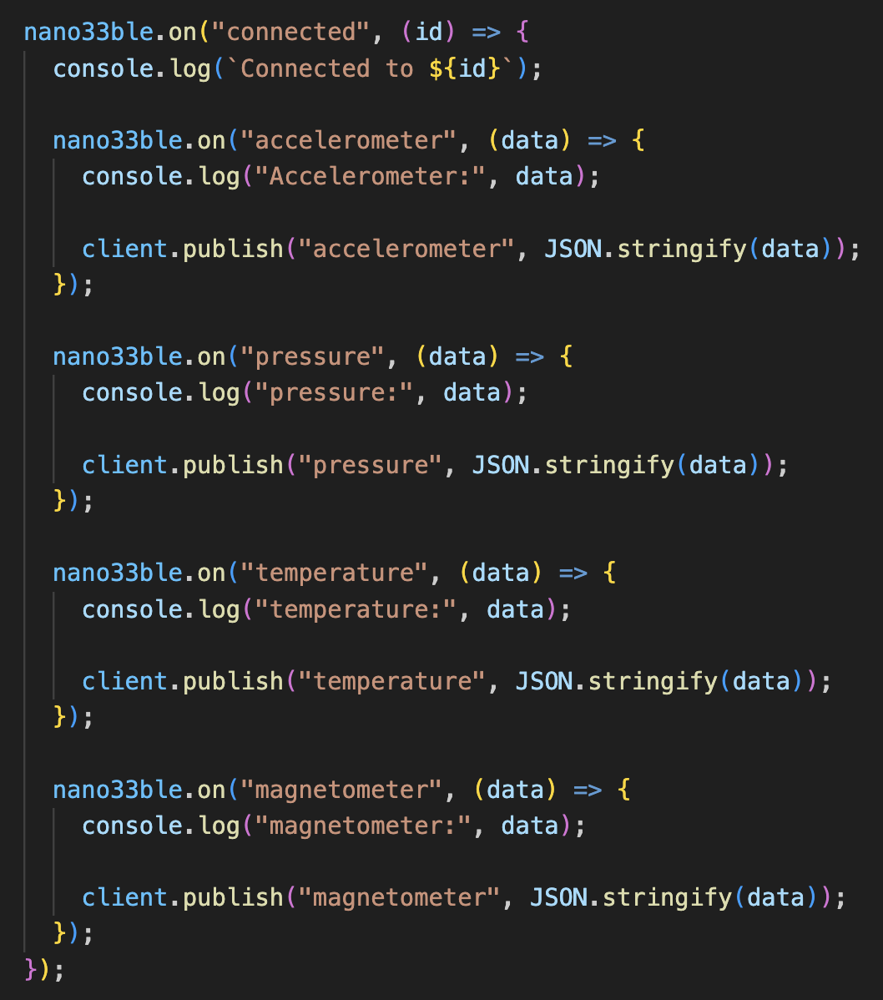 nano33ble.on("connected", (id) => {
  console.log(`Connected to ${id}`);

  nano33ble.on("accelerometer", (data) => {
    console.log("Accelerometer:", data);

    client.publish("accelerometer", JSON.stringify(data));
  });

  nano33ble.on("pressure", (data) => {
    console.log("pressure:", data);

    client.publish("pressure", JSON.stringify(data));
  });

  nano33ble.on("temperature", (data) => {
    console.log("temperature:", data);

    client.publish("temperature", JSON.stringify(data));
  });

  nano33ble.on("magnetometer", (data) => {
    console.log("magnetometer:", data);

    client.publish("magnetometer", JSON.stringify(data));
  });
});